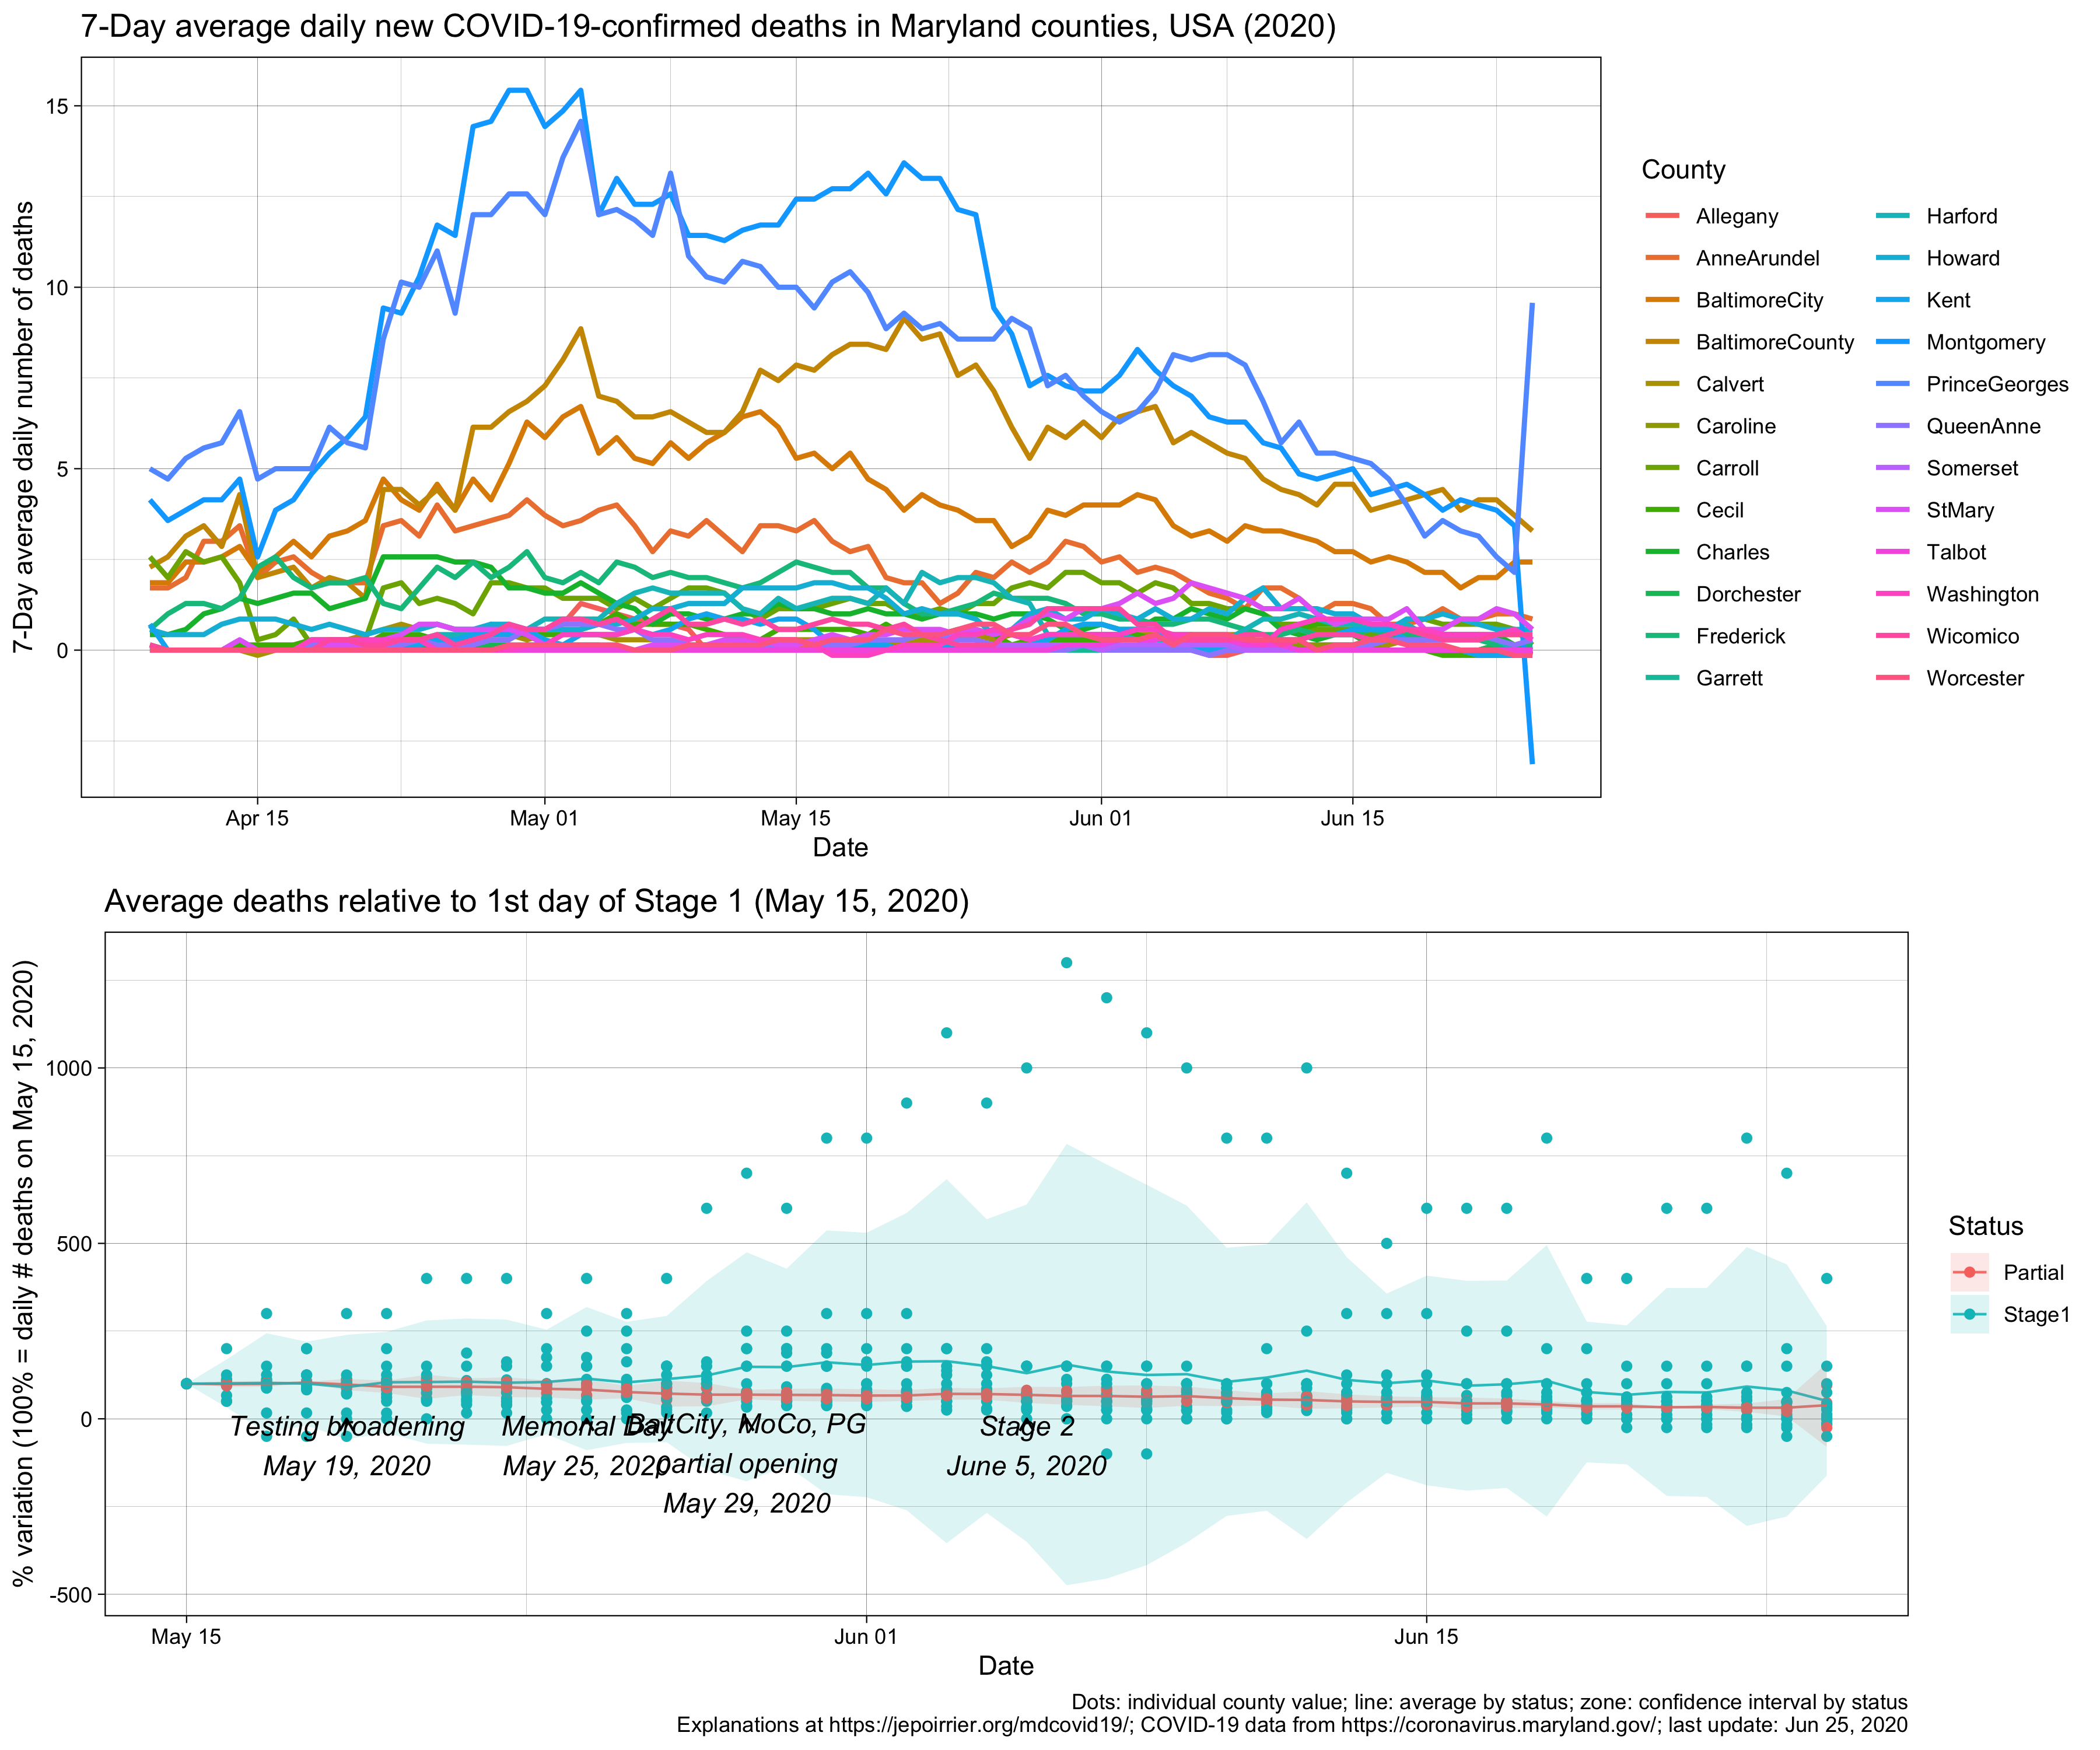 7-Day average daily new COVID-19-confirmed deaths in Maryland counties, USA (2020)
7-Day average daily number of deaths
15
10
5
0
Apr 15
May 01
May 15
Jun 01
Jun 15
Date
County
Allegany
AnneArundel
BaltimoreCity
BaltimoreCounty
Calvert
Caroline
Carroll
Cecil
Charles
Dorchester
Frederick
Garrett
Harford
Howard
Kent
Montgomery
PrinceGeorges
QueenAnne
Somerset
StMary
Talbot
Washington
Wicomico
Worcester
Average deaths relative to 1st day of Stage 1 (May 15, 2020)
% variation (100% = daily # deaths on May 15, 2020)
1000
500
0
-500
Testing broadening
May 19, 2020
Memorial Day
May 25, 2020
BaltCity, MoCo, PG
partial opening
May 29, 2020
Stage 2
June 5, 2020
May 15
Jun 01
Jun 15
Date
Status
Partial
Stage1
Dots: individual county value; line: average by status; zone: confidence interval by status
Explanations at https://jepoirrier.org/mdcovid19/; COVID-19 data from https://coronavirus.maryland.gov/; last update: Jun 25, 2020